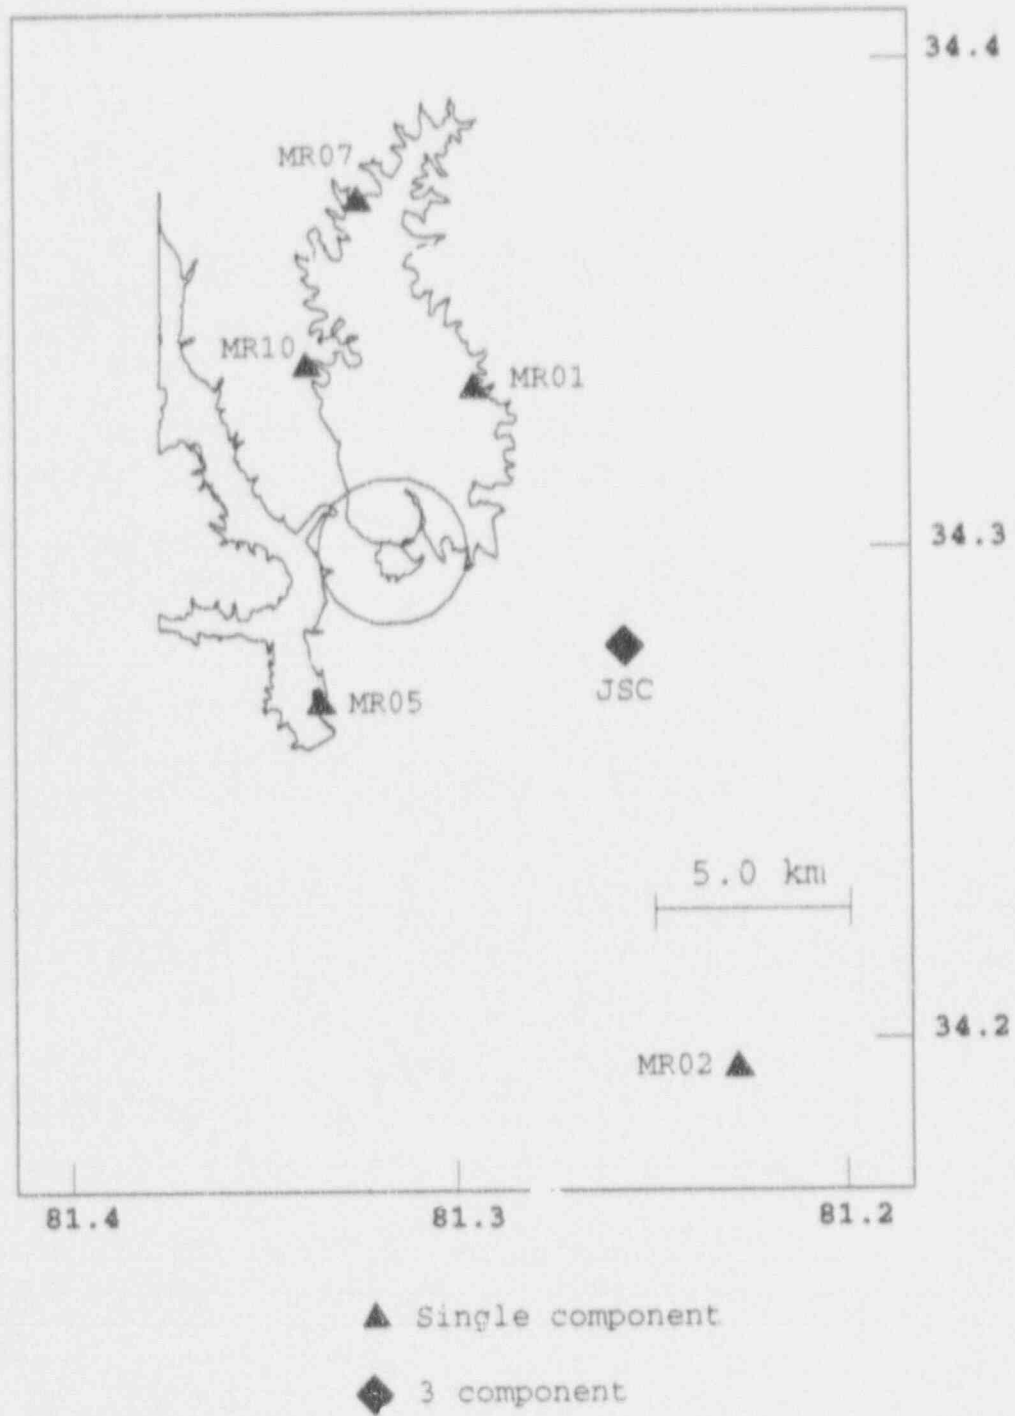 34.4
MR07
MR10
MR01
34.3
JSC
MR05
5.0 km
34.2
MR02
81.4
81.3
81.2
Single component
3 component